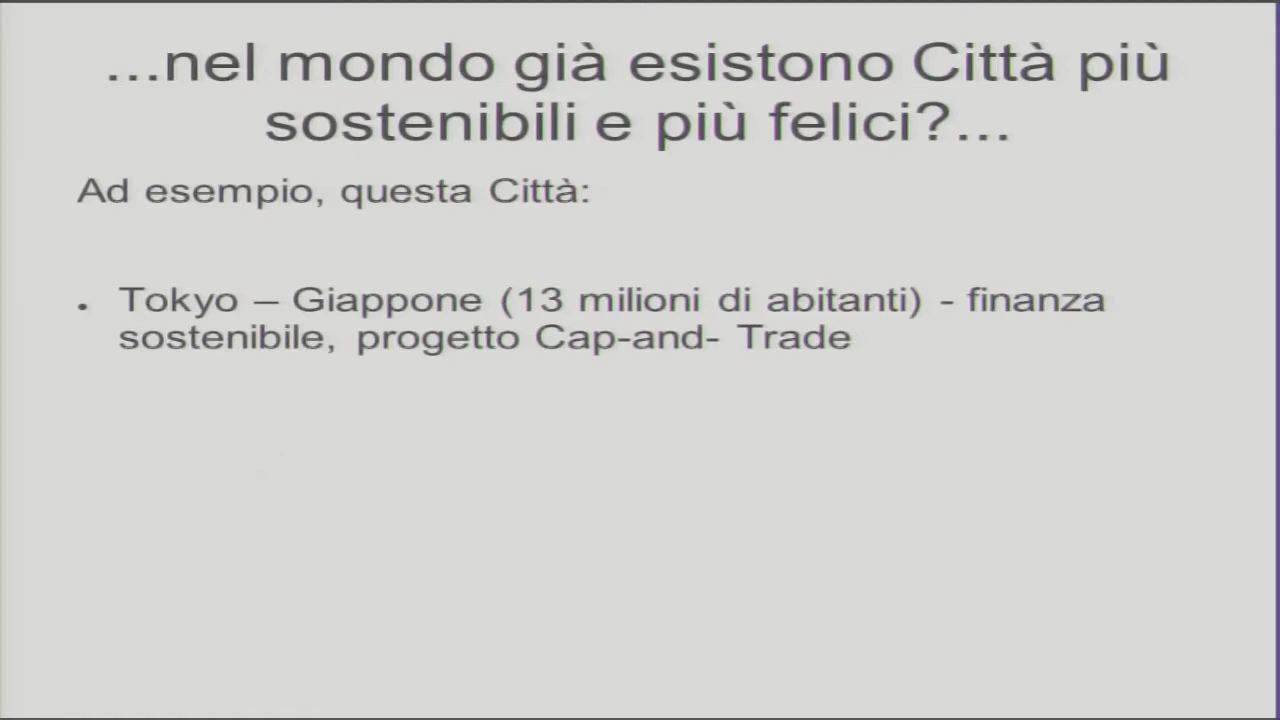 ...nel mondo già esistono Città più
sostenibili e più felici?...
Ad esempio, questa Città:
• Tokyo – Giappone (13 milioni di abitanti) - finanza
sostenibile, progetto Cap-and- Trade